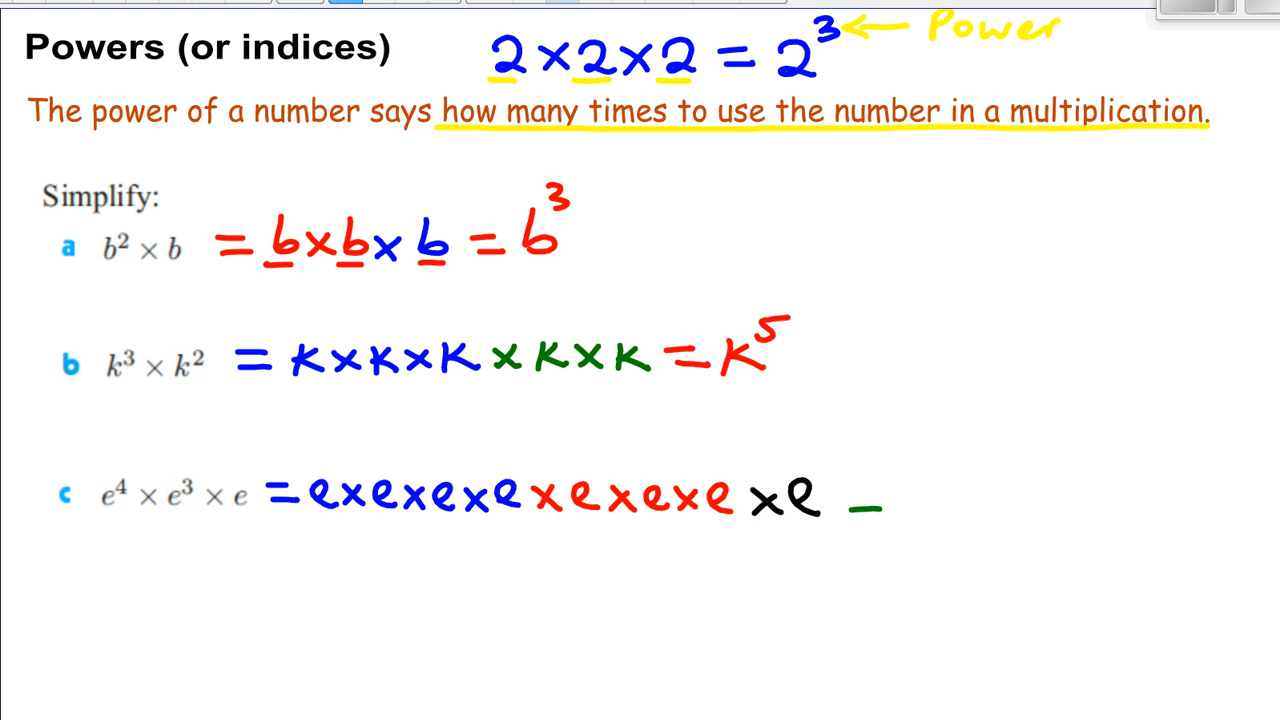 Powers (or indices) 2 × 2 × 2 = 2³ ← Power
The power of a number says how many times to use the number in a multiplication.
Simplify:
a b² × b = b × b × b = b³
b k³ × k² = k × k × k × k × k = k⁵
c e⁴ × e³ × e = e × e × e × e × e × e × e × e –